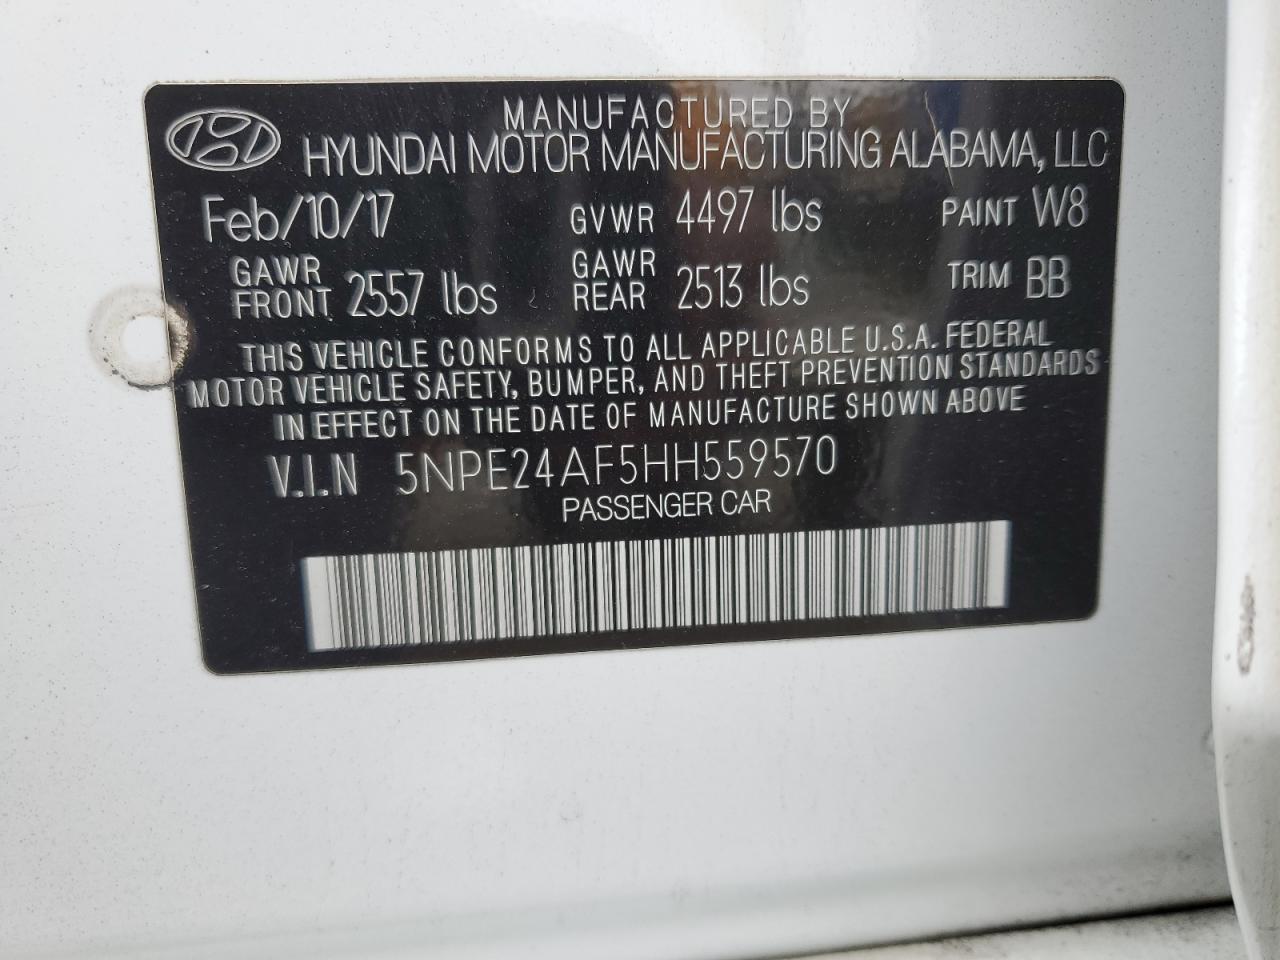 MANUFACTURED BY
HYUNDAI MOTOR MANUFACTURING ALABAMA, LLC
Feb/10/17 GVWR 4497 lbs PAINT W8
GAWR FRONT 2557 lbs GAWR REAR 2513 lbs TRIM BB
THIS VEHICLE CONFORMS TO ALL APPLICABLE U.S.A. FEDERAL
MOTOR VEHICLE SAFETY, BUMPER, AND THEFT PREVENTION STANDARDS
IN EFFECT ON THE DATE OF MANUFACTURE SHOWN ABOVE
V.I.N 5NPE24AF5HH559570
PASSENGER CAR